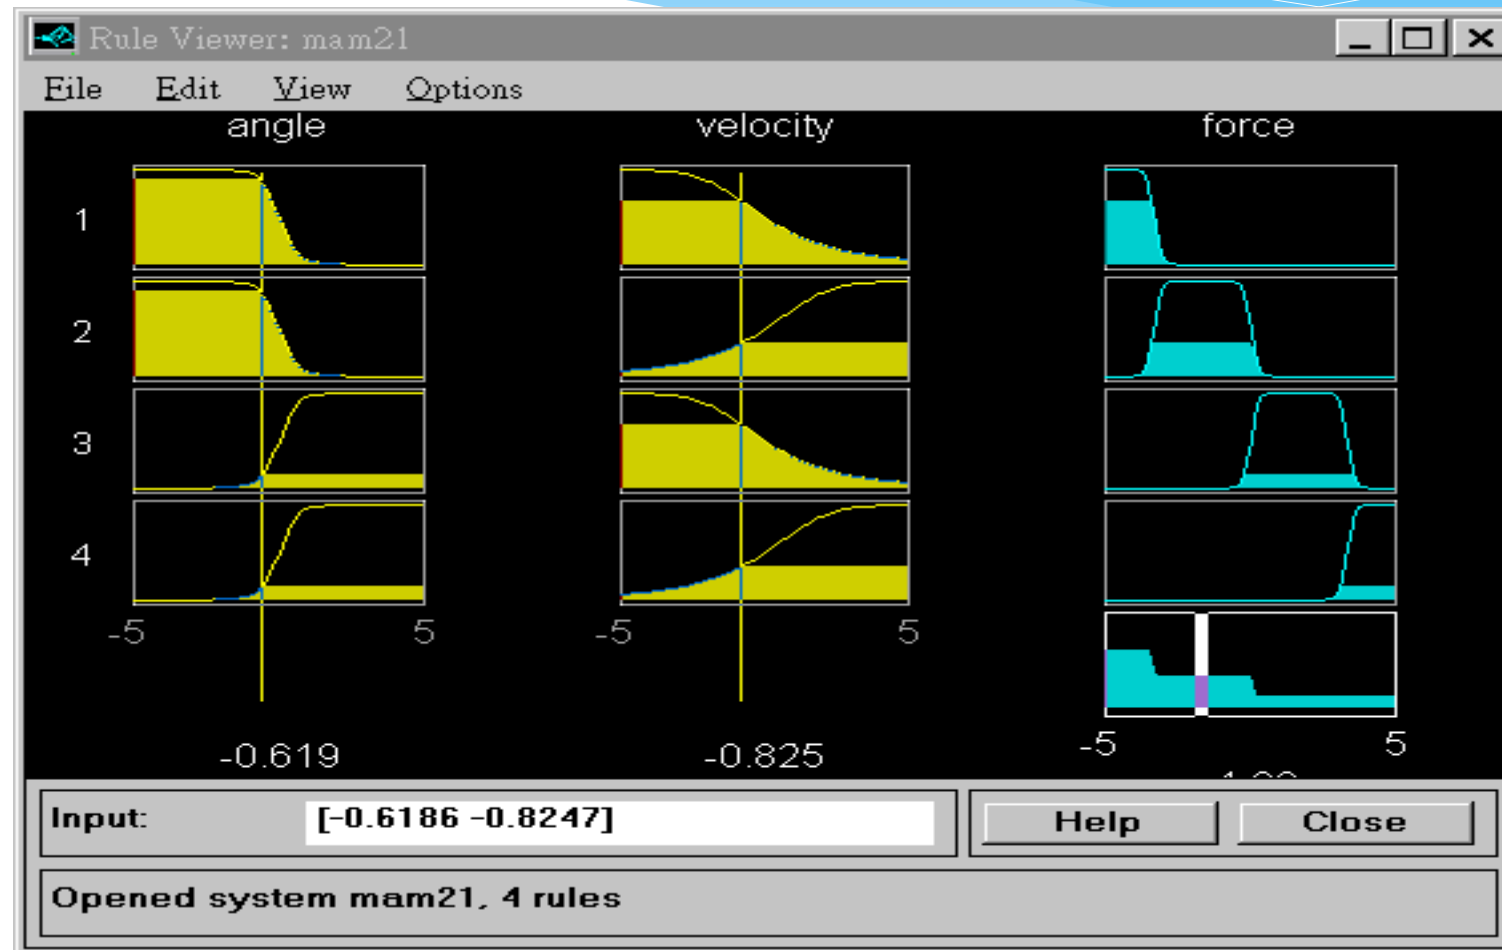 Rule Viewer: mam21
File Edit View Options
angle velocity force
1
2
3
4
-5 5 -5 5
-5 5
-0.619 -0.825
Input: [-0.6186 -0.8247] Help Close
Opened system mam21, 4 rules